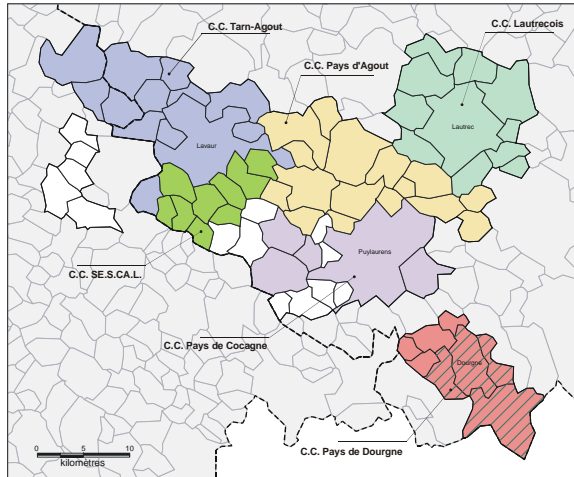 C.C. Tarn-Agout
C.C. Lautrecois
C.C. Pays d'Agout
Lautrec
Lavaur
Puylaurens
C.C. SE.S.CA.L.
C.C. Pays de Cocagne
Dourgne
C.C. Pays de Dourgne
0 5 10
kilomètres